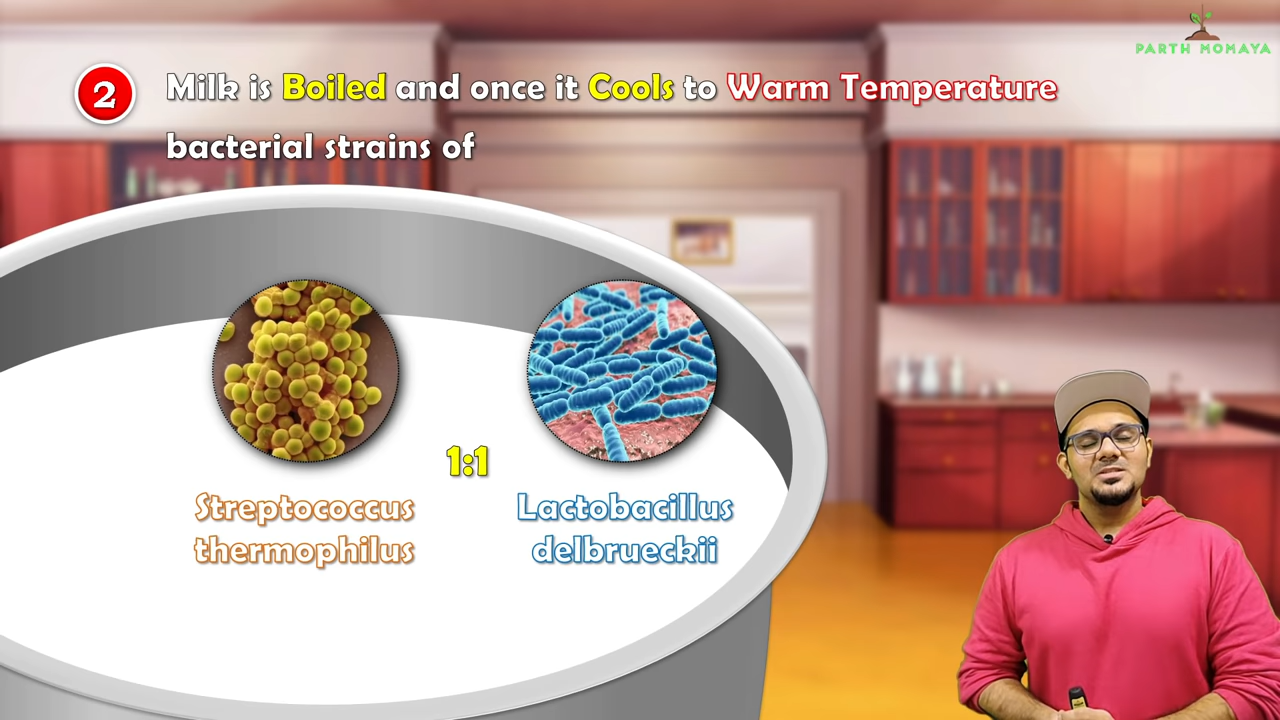 PARTH MOMAYA
2 Milk is Boiled and once it Cools to Warm Temperature
bacterial strains of
1:1
Streptococcus
thermophilus
Lactobacillus
delbrueckii